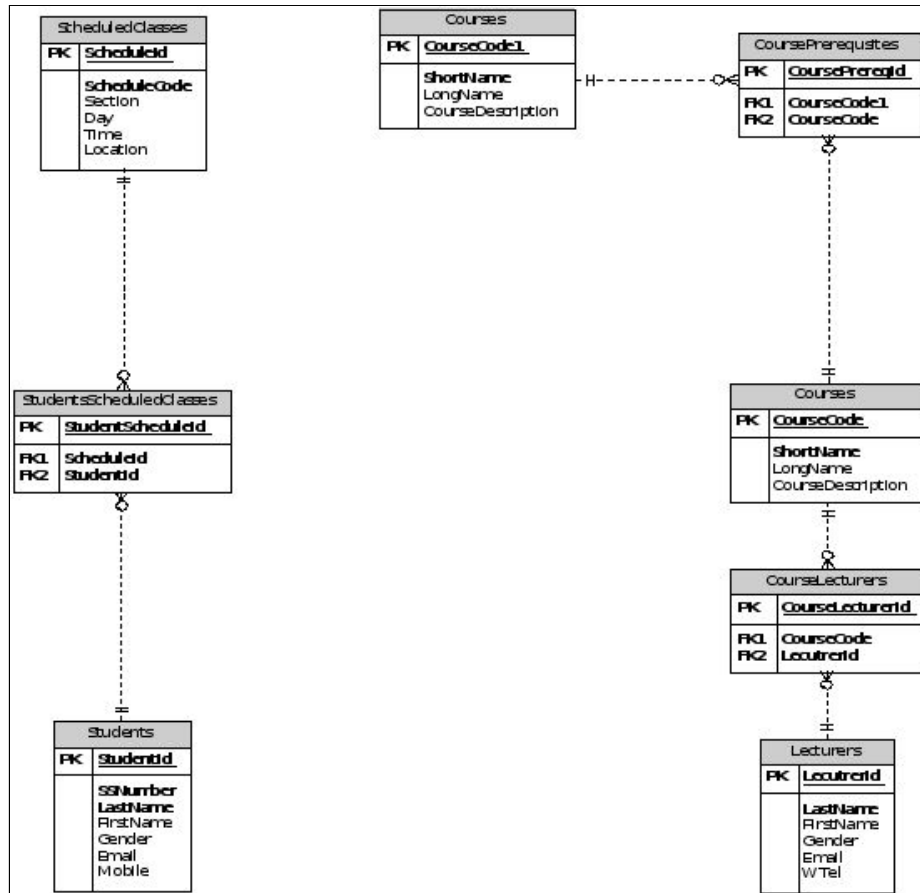 ScheduledClasses
PK ScheduleId
ScheduleCode
Section
Day
Time
Location
Courses
PK CourseCode1
ShortName
LongName
CourseDescription
CoursePrerequsites
PK CoursePrereqId
FK1 CourseCode1
FK2 CourseCode
StudentsScheduledClasses
PK StudentScheduleId
FK1 ScheduleId
FK2 StudentId
Courses
PK CourseCode
ShortName
LongName
CourseDescription
CourseLecturers
PK CourseLecturerId
FK1 CourseCode
FK2 LecutrerId
Students
PK StudentId
SSNumber
LastName
FirstName
Gender
Email
Mobile
Lecturers
PK LecutrerId
LastName
FirstName
Gender
Email
WTel